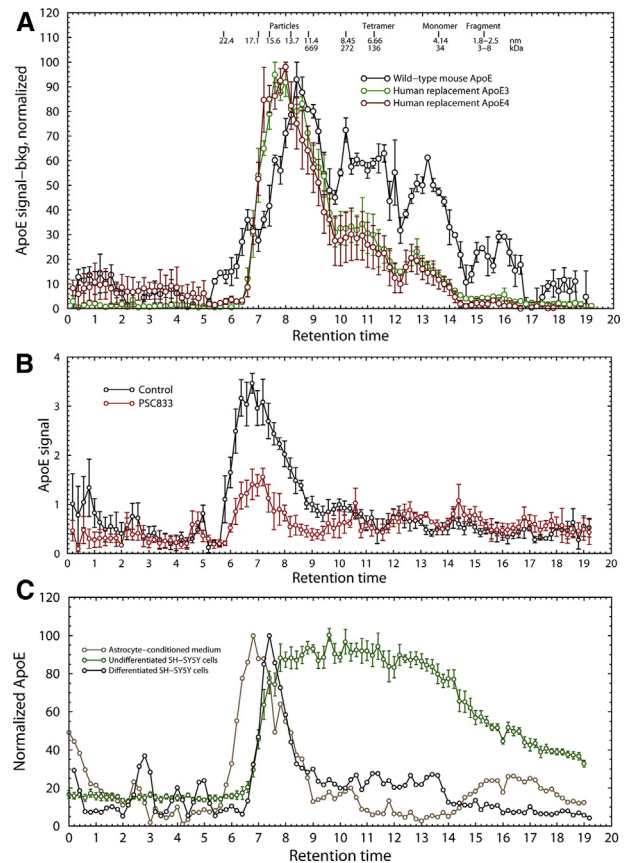 A
Particles Tetramer Monomer Fragment
22.4 17.1 15.6 13.7 11.4 8.45 6.66 4.14 1.8−2.5 nm
669 272 136 34 3−8 kDa
120
110
100
90
80
70
60
50
40
30
20
10
0
ApoE signal−bkg, normalized
Wild−type mouse ApoE
Human replacement ApoE3
Human replacement ApoE4
0 1 2 3 4 5 6 7 8 9 10 11 12 13 14 15 16 17 18 19 20
Retention time
B
4
3
2
1
0
ApoE signal
Control
PSC833
0 1 2 3 4 5 6 7 8 9 10 11 12 13 14 15 16 17 18 19 20
Retention time
C
120
100
80
60
40
20
0
Normalized ApoE
Astrocyte−conditioned medium
Undifferentiated SH−SY5Y cells
Differentiated SH−SY5Y cells
0 1 2 3 4 5 6 7 8 9 10 11 12 13 14 15 16 17 18 19 20
Retention time